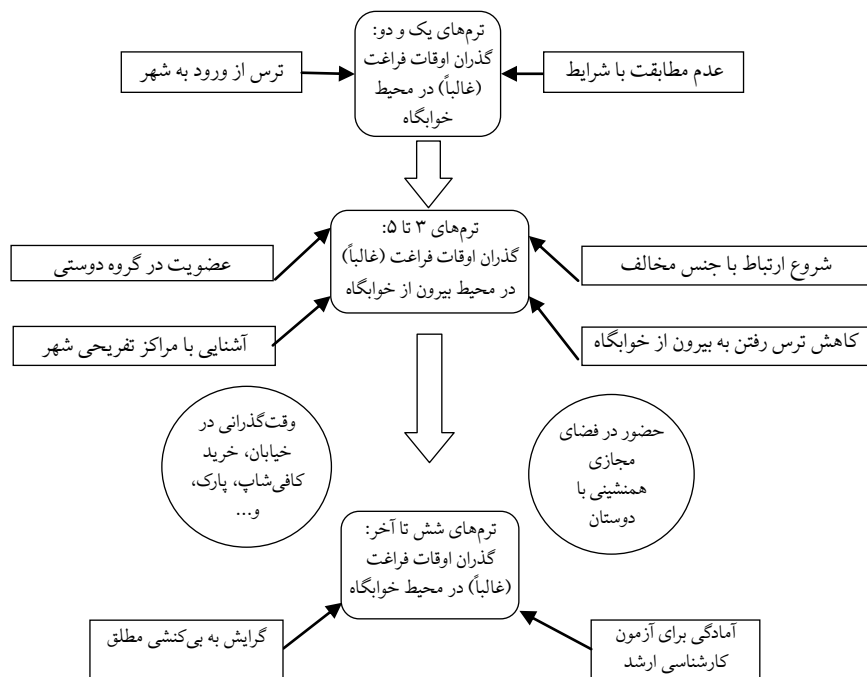 ترم‌های یک و دو:
گذران اوقات فراغت
(غالباً) در محیط
خوابگاه
عدم مطابقت با شرایط
ترس از ورود به شهر
ترم‌های ۳ تا ۵:
گذران اوقات فراغت (غالباً)
در محیط بیرون از خوابگاه
شروع ارتباط با جنس مخالف
عضویت در گروه دوستی
کاهش ترس رفتن به بیرون از خوابگاه
آشنایی با مراکز تفریحی شهر
حضور در فضای
مجازی
همنشینی با
دوستان
وقت‌گذرانی در
خیابان، خرید
کافی‌شاپ، پارک،
و...
ترم‌های شش تا آخر:
گذران اوقات فراغت
(غالباً) در محیط خوابگاه
آمادگی برای آزمون
کارشناسی ارشد
گرایش به بی‌کنشی مطلق